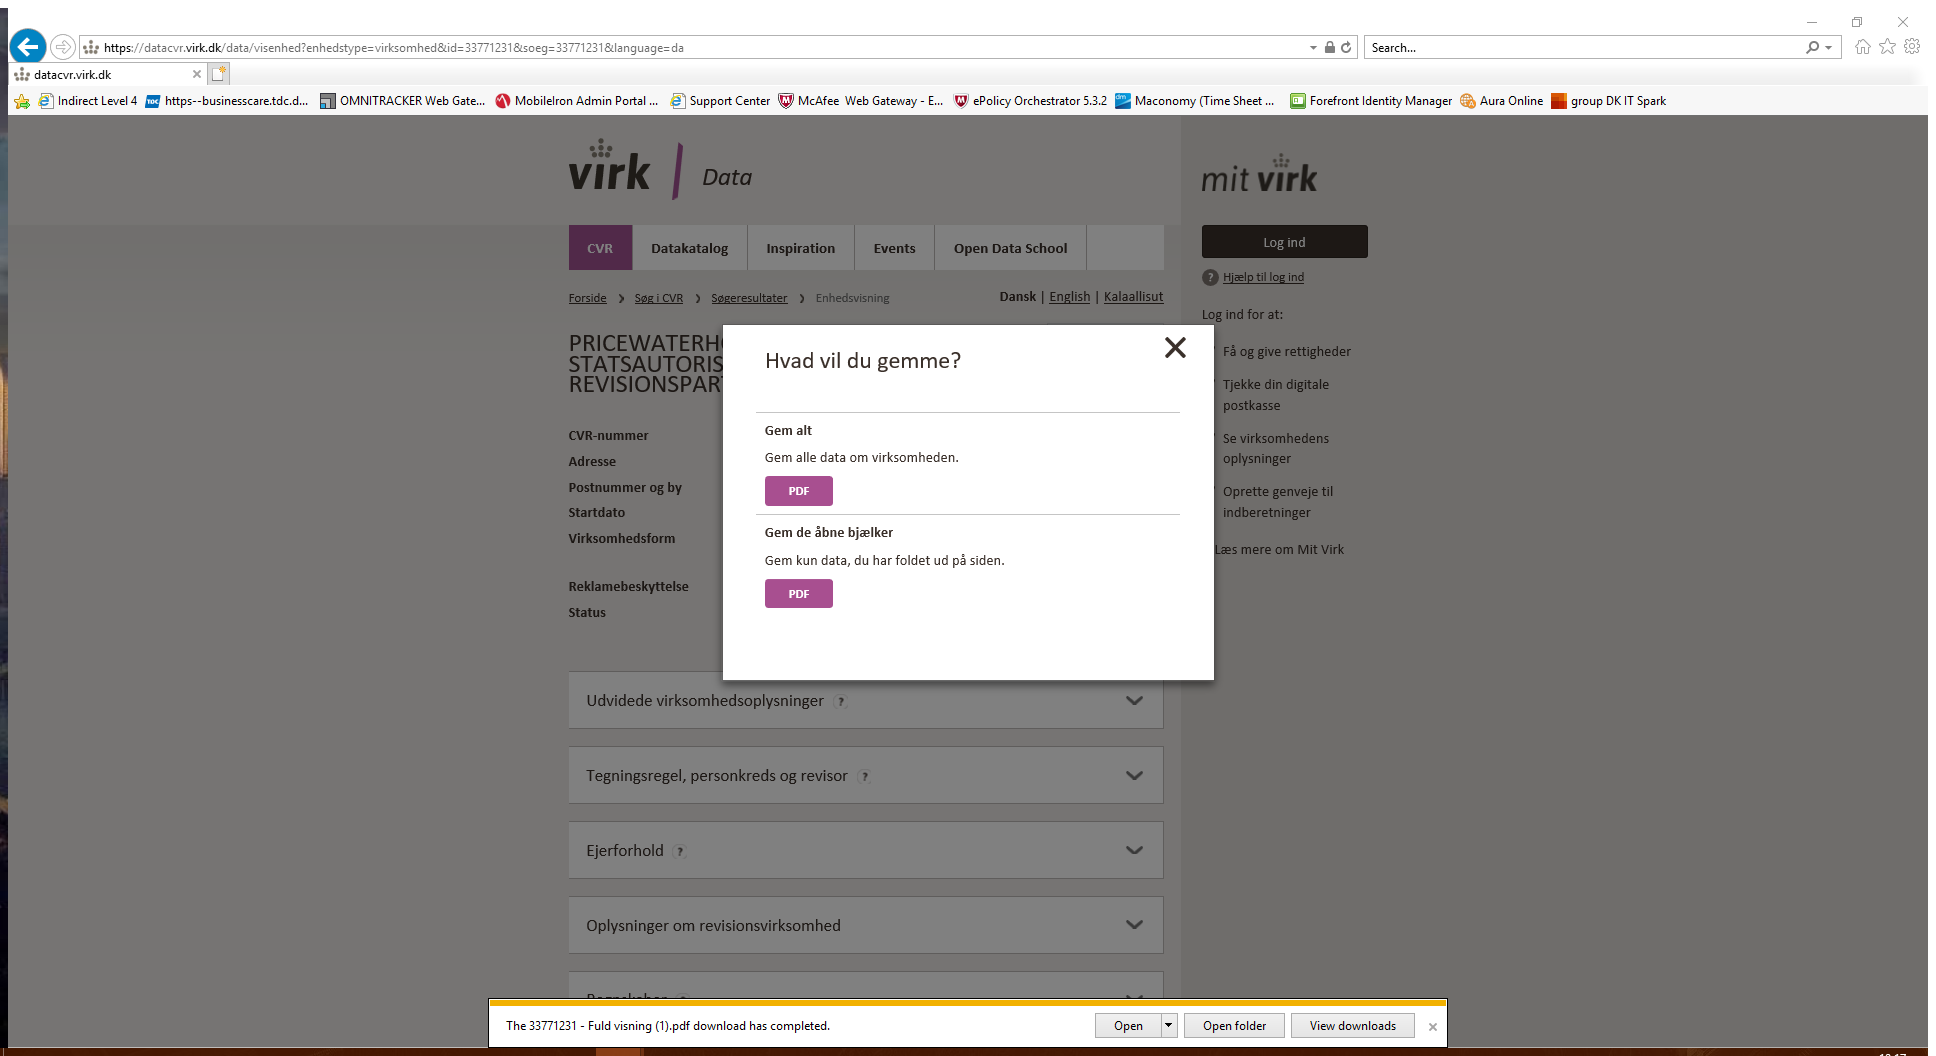 https://datacvr.virk.dk/data/visenhed?enhedstype=virksomhed&id=33771231&soeg=33771231&language=da
Search...
datacvr.virk.dk
Indirect Level 4
TDC
https--businesscare.tdc.d...
OMNITRACKER Web Gate...
MobileIron Admin Portal ...
Support Center
McAfee Web Gateway - E...
ePolicy Orchestrator 5.3.2
dm
Maconomy (Time Sheet ...
Forefront Identity Manager
Aura Online
group DK IT Spark
virk
Data
mit virk
CVR
Datakatalog
Inspiration
Events
Open Data School
Log ind
? Hjælp til log ind
Forside > Søg i CVR > Søgeresultater > Enhedsvisning
Dansk | English | Kalaallisut
Log ind for at:
Få og give rettigheder
Tjekke din digitale
postkasse
Se virksomhedens
oplysninger
Oprette genveje til
indberetninger
Læs mere om Mit Virk
PRICEWATERH
STATSAUTORIS
REVISIONSPAR
CVR-nummer
Adresse
Postnummer og by
Startdato
Virksomhedsform
Reklamebeskyttelse
Status
Hvad vil du gemme?
Gem alt
Gem alle data om virksomheden.
PDF
Gem de åbne bjælker
Gem kun data, du har foldet ud på siden.
PDF
Udvidede virksomhedsoplysninger ?
Tegningsregel, personkreds og revisor ?
Ejerforhold ?
Oplysninger om revisionsvirksomhed
The 33771231 - Fuld visning (1).pdf download has completed.
Open
Open folder
View downloads